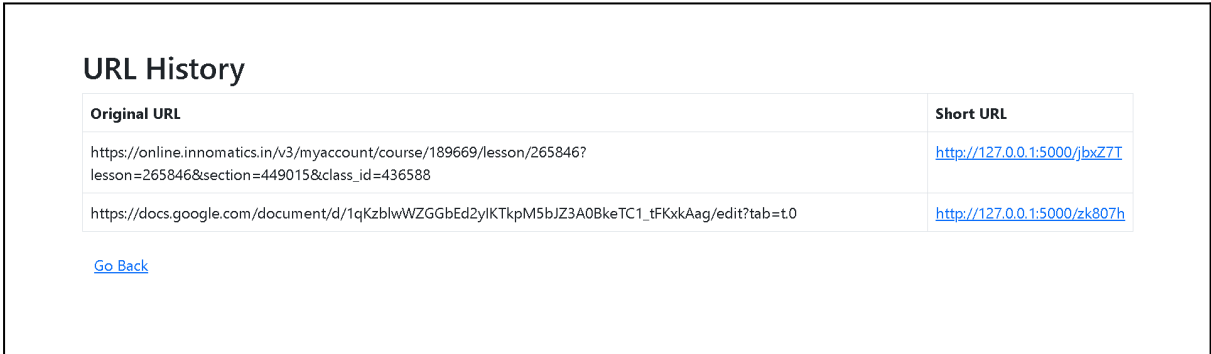 URL History
Original URL Short URL
https://online.innomatics.in/v3/myaccount/course/189669/lesson/265846? http://127.0.0.1:5000/jbxZ7T
lesson=265846&section=449015&class_id=436588
https://docs.google.com/document/d/1qKzblwWZGGbEd2yIKTkpM5bJZ3A0BkeTC1_tFKxkAag/edit?tab=t.0 http://127.0.0.1:5000/zk807h
Go Back